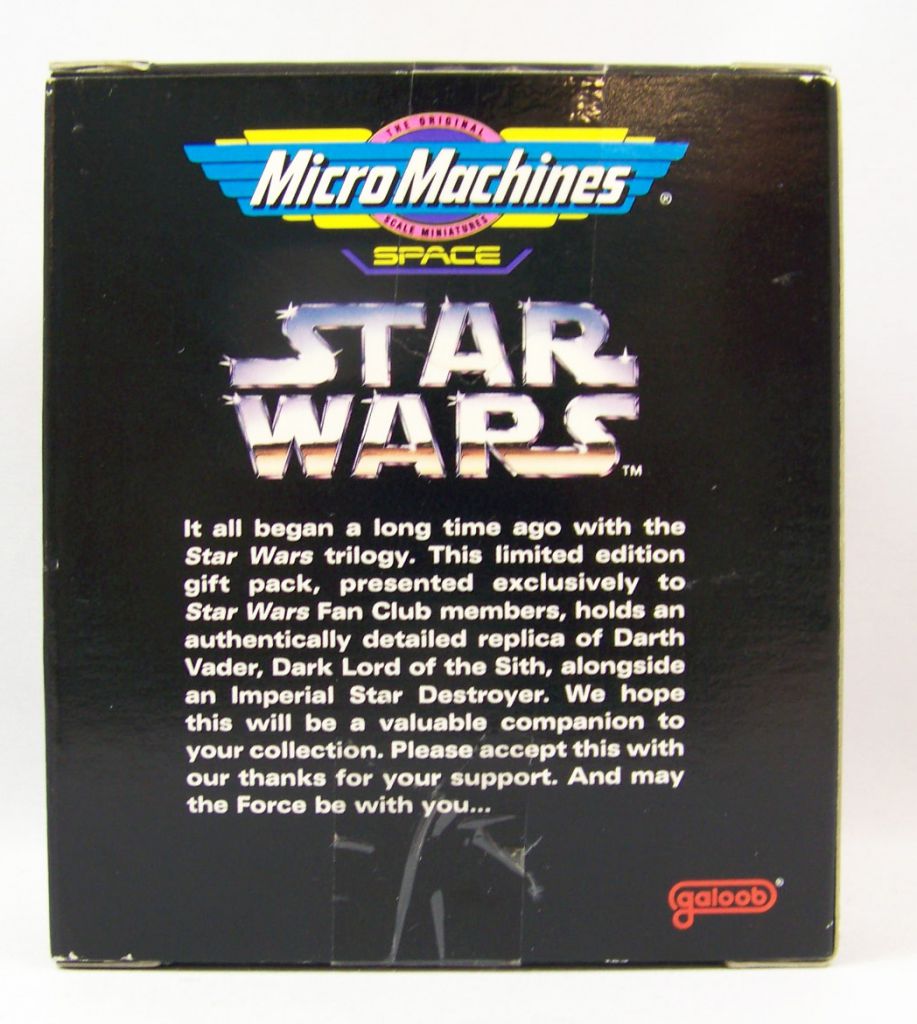 THE ORIGINAL
Micro Machines ®
SCALE MINIATURES
SPACE
STAR
WARS ™
It all began a long time ago with the
Star Wars trilogy. This limited edition
gift pack, presented exclusively to
Star Wars Fan Club members, holds an
authentically detailed replica of Darth
Vader, Dark Lord of the Sith, alongside
an Imperial Star Destroyer. We hope
this will be a valuable companion to
your collection. Please accept this with
our thanks for your support. And may
the Force be with you...
galoob ®